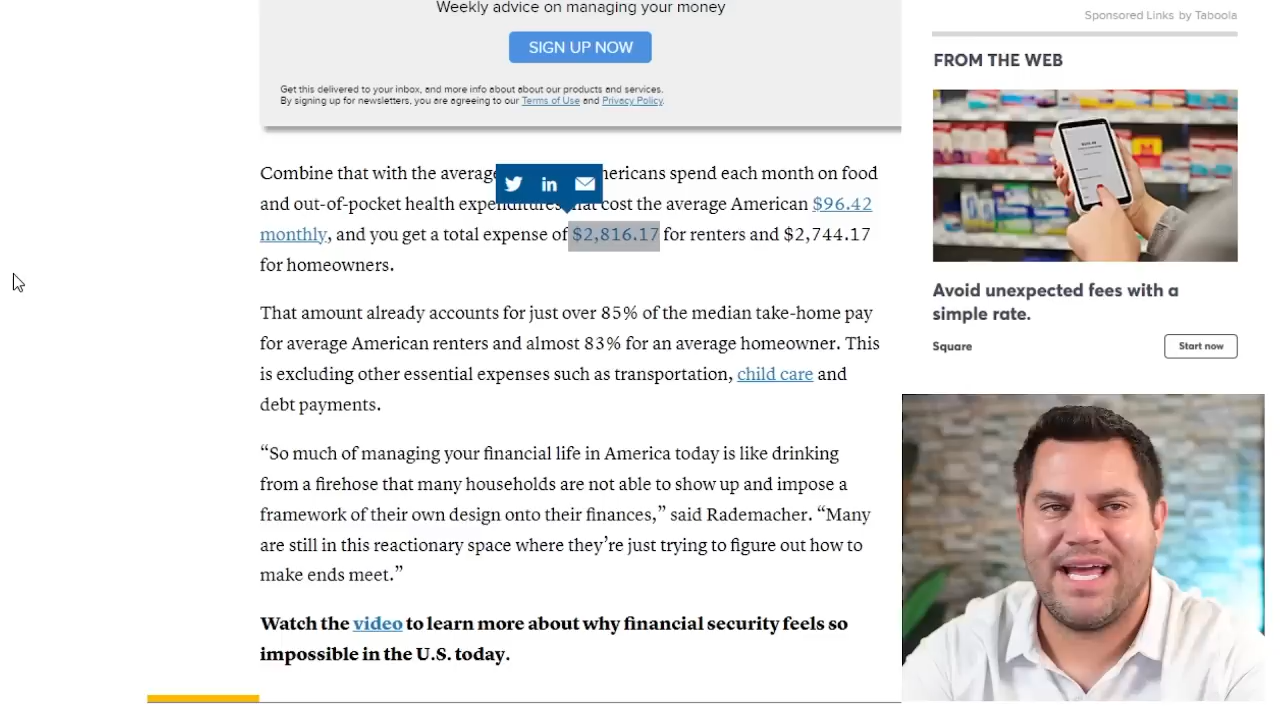 Weekly advice on managing your money
SIGN UP NOW
Get this delivered to your inbox, and more info about about our products and services.
By signing up for newsletters, you are agreeing to our Terms of Use and Privacy Policy.
Combine that with the average mericans spend each month on food
and out-of-pocket health expenditures that cost the average American $96.42
monthly, and you get a total expense of $2,816.17 for renters and $2,744.17
for homeowners.
That amount already accounts for just over 85% of the median take-home pay
for average American renters and almost 83% for an average homeowner. This
is excluding other essential expenses such as transportation, child care and
debt payments.
“So much of managing your financial life in America today is like drinking
from a firehose that many households are not able to show up and impose a
framework of their own design onto their finances,” said Rademacher. “Many
are still in this reactionary space where they’re just trying to figure out how to
make ends meet.”
Watch the video to learn more about why financial security feels so
impossible in the U.S. today.
Sponsored Links by Taboola
FROM THE WEB
Avoid unexpected fees with a
simple rate.
Square
Start now